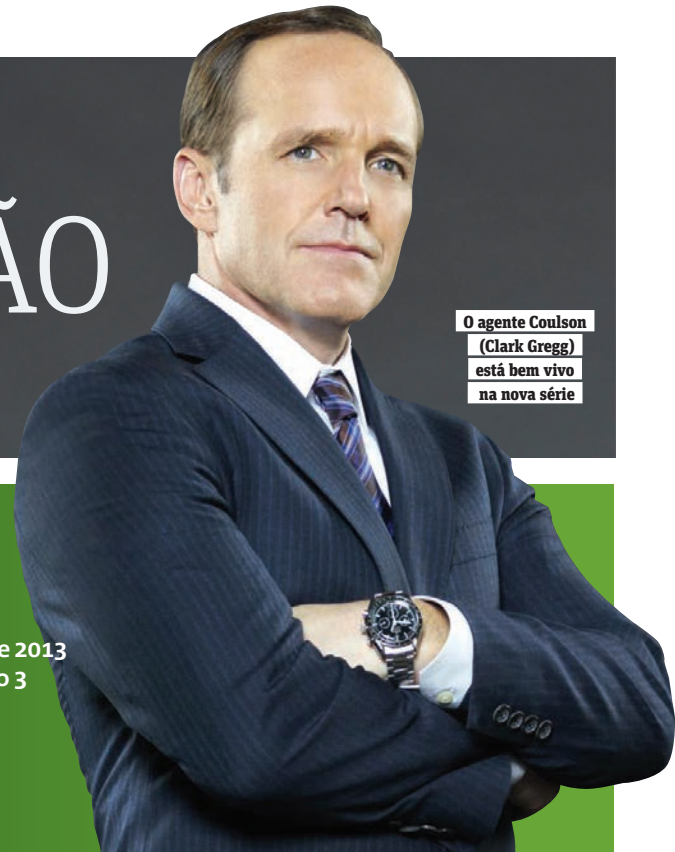 ÃO
O agente Coulson
(Clark Gregg)
está bem vivo
na nova série
e 2013
o 3